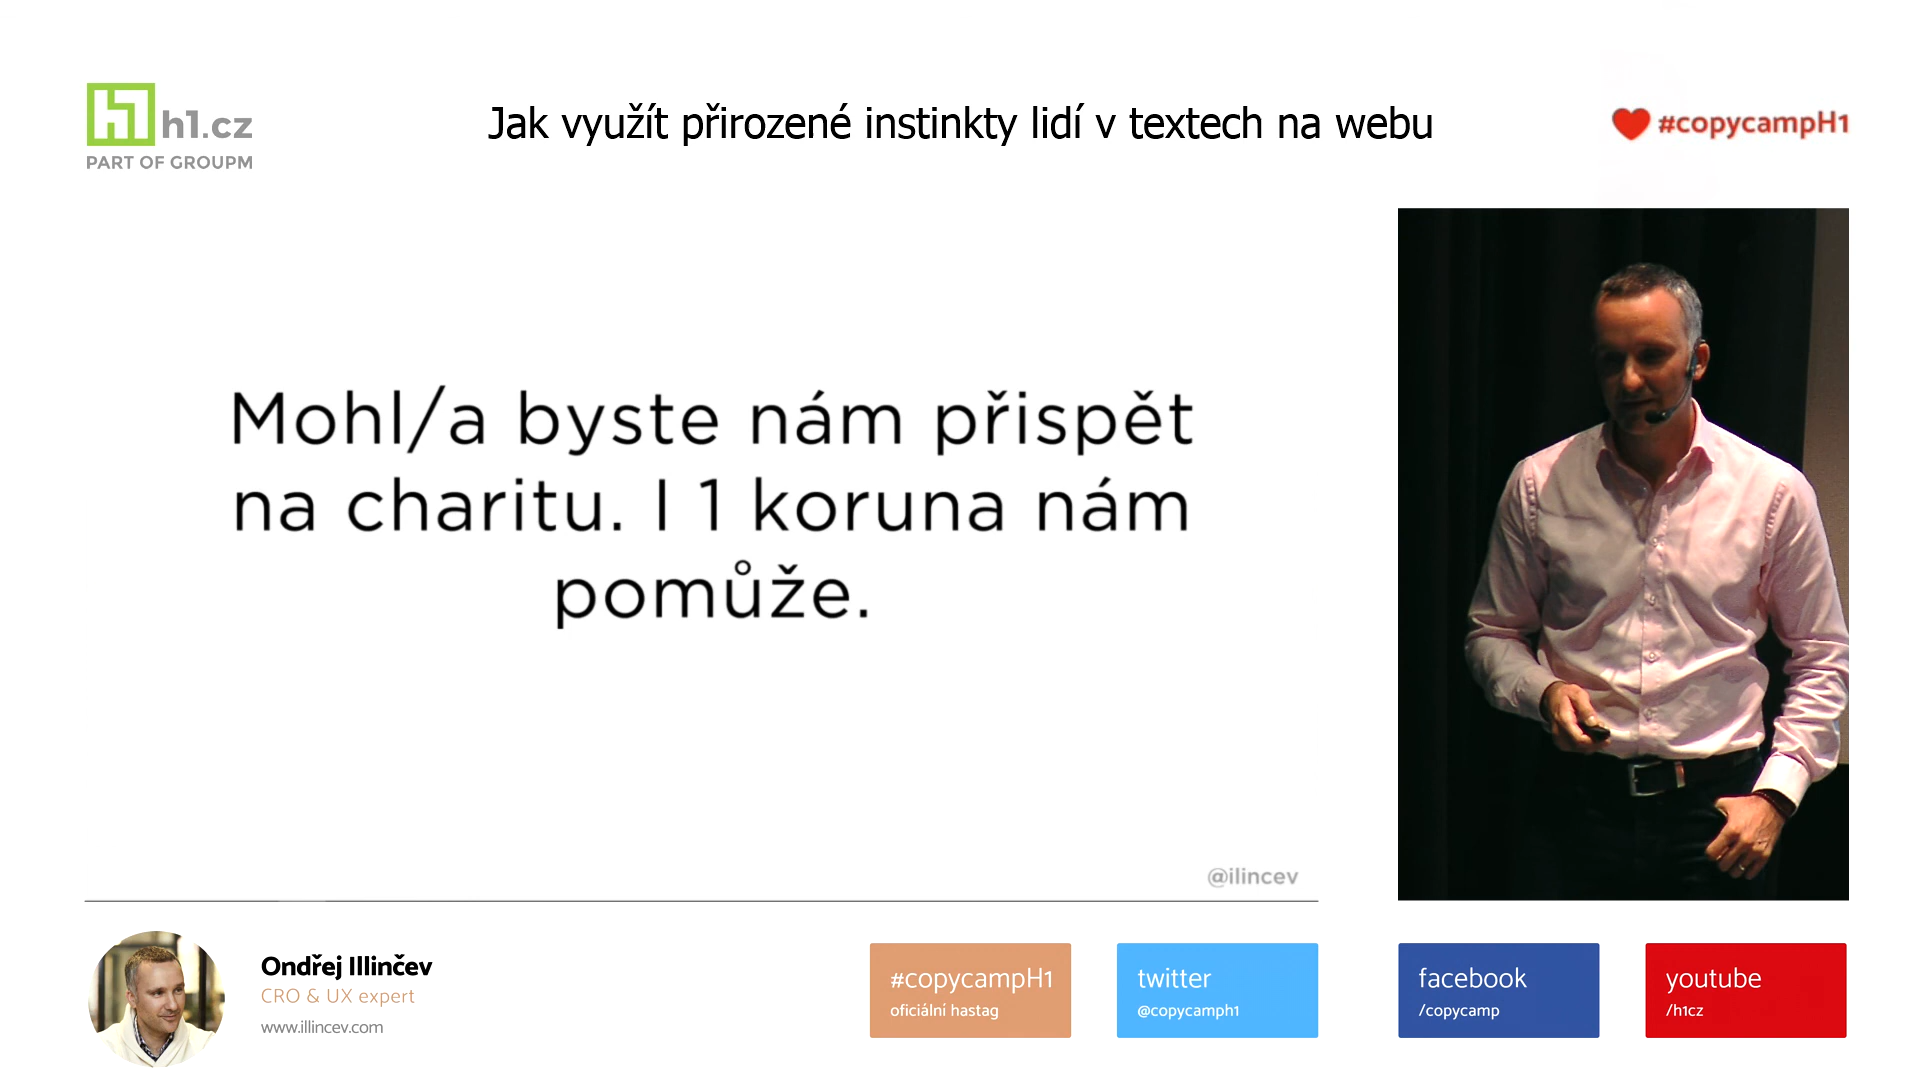 h1.cz
PART OF GROUPM
Jak využít přirozené instinkty lidí v textech na webu
#copycampH1
Mohl/a byste nám přispět
na charitu. I 1 koruna nám
pomůže.
@ilincev
Ondřej Illinčev
CRO & UX expert
www.illincev.com
#copycampH1
oficiální hastag
twitter
@copycamph1
facebook
/copycamp
youtube
/h1cz